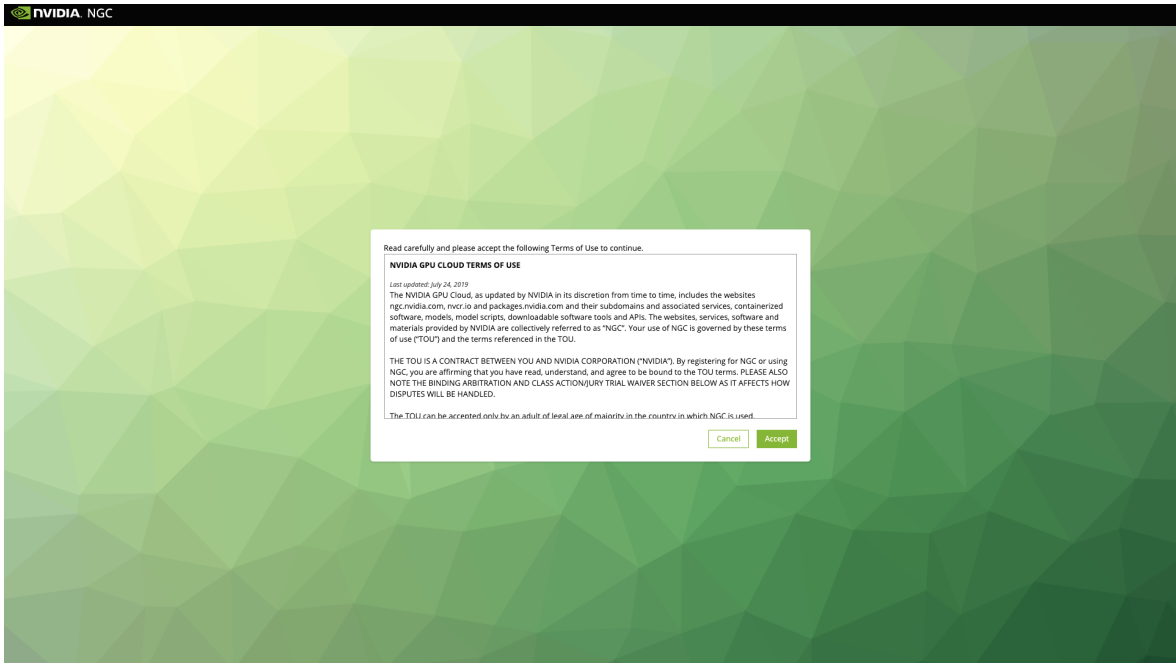 NVIDIA. NGC
Read carefully and please accept the following Terms of Use to continue.
NVIDIA GPU CLOUD TERMS OF USE
Last updated: July 24, 2019
The NVIDIA GPU Cloud, as updated by NVIDIA in its discretion from time to time, includes the websites
ngc.nvidia.com, nvcr.io and packages.nvidia.com and their subdomains and associated services, containerized
software, models, model scripts, downloadable software tools and APIs. The websites, services, software and
materials provided by NVIDIA are collectively referred to as “NGC”. Your use of NGC is governed by these terms
of use (“TOU”) and the terms referenced in the TOU.
THE TOU IS A CONTRACT BETWEEN YOU AND NVIDIA CORPORATION (“NVIDIA”). By registering for NGC or using
NGC, you are affirming that you have read, understand, and agree to be bound to the TOU terms. PLEASE ALSO
NOTE THE BINDING ARBITRATION AND CLASS ACTION/JURY TRIAL WAIVER SECTION BELOW AS IT AFFECTS HOW
DISPUTES WILL BE HANDLED.
The TOU can be accepted only by an adult of legal age of majority in the country in which NGC is used.
Cancel Accept